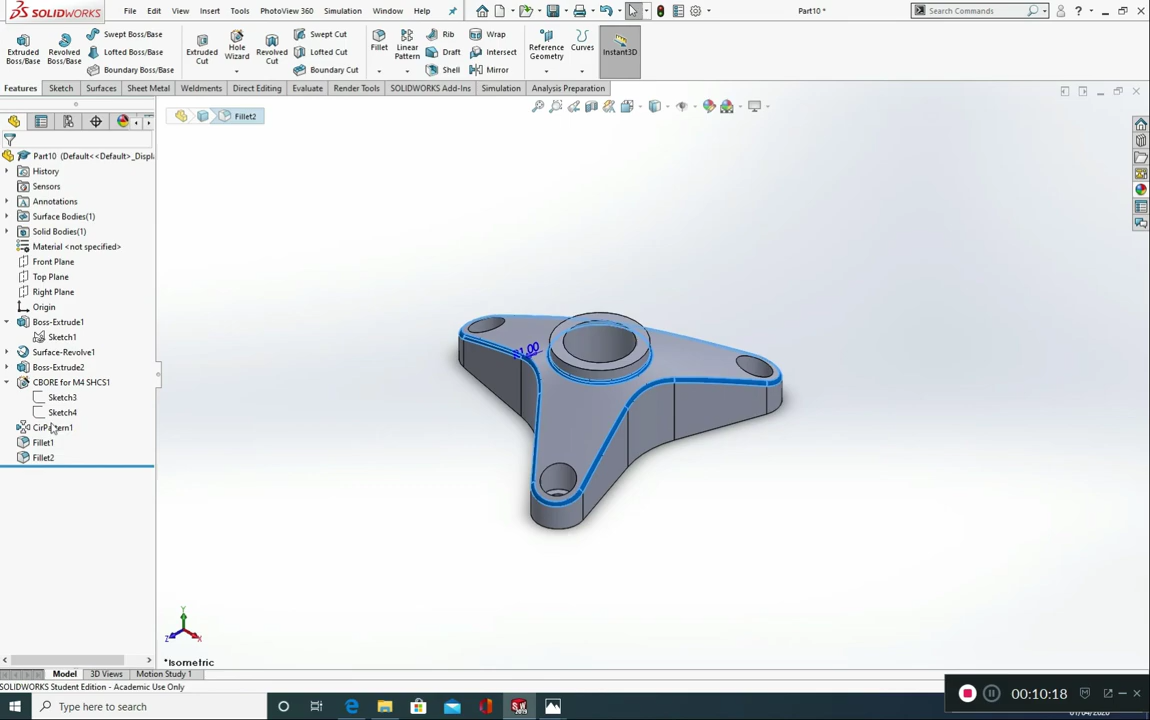 SOLIDWORKS
File
Edit
View
Insert
Tools
PhotoView 360
Simulation
Window
Help
Part10 *
Search Commands
Extruded Boss/Base
Revolved Boss/Base
Swept Boss/Base
Lofted Boss/Base
Boundary Boss/Base
Extruded Cut
Hole Wizard
Revolved Cut
Swept Cut
Lofted Cut
Boundary Cut
Fillet
Linear Pattern
Rib
Draft
Shell
Wrap
Intersect
Mirror
Reference Geometry
Curves
Instant3D
Features
Sketch
Surfaces
Sheet Metal
Weldments
Direct Editing
Evaluate
Render Tools
SOLIDWORKS Add-Ins
Simulation
Analysis Preparation
Fillet2
Part10 (Default<<Default>_Displ
History
Sensors
Annotations
Surface Bodies(1)
Solid Bodies(1)
Material <not specified>
Front Plane
Top Plane
Right Plane
Origin
Boss-Extrude1
Sketch1
Surface-Revolve1
Boss-Extrude2
CBORE for M4 SHCS1
Sketch3
Sketch4
CirPattern1
Fillet1
Fillet2
Y
Z
X
*Isometric
Model
3D Views
Motion Study 1
SOLIDWORKS Student Edition - Academic Use Only
Type here to search
00:10:18